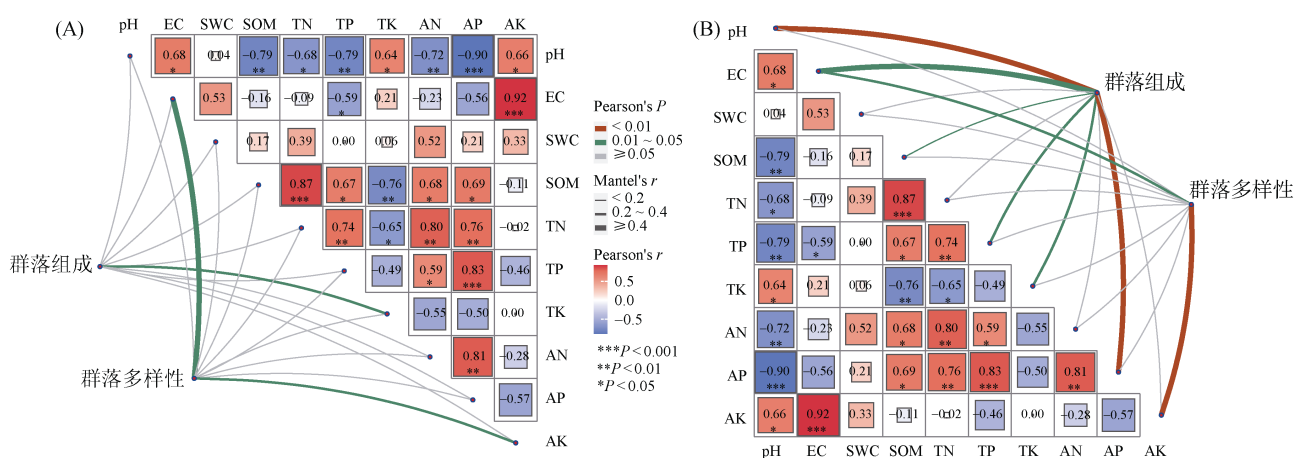 (A)
pH EC SWC SOM TN TP TK AN AP AK
0.68 0.04 −0.79 −0.68 −0.79 0.64 −0.72 −0.90 0.66 pH
* ** * ** * ** *** *
0.53 −0.16 −0.09 −0.59 0.21 −0.23 −0.56 0.92 EC
* ***
0.17 0.39 0.00 0.06 0.52 0.21 0.33 SWC
0.87 0.67 −0.76 0.68 0.69 −0.11 SOM
*** * ** * *
0.74 −0.65 0.80 0.76 −0.02 TN
** * ** **
−0.49 0.59 0.83 −0.46 TP
* ***
−0.55 −0.50 0.00 TK
0.81 −0.28 AN
**
−0.57 AP
AK
群落组成
群落多样性
Pearson's P
< 0.01
0.01 ~ 0.05
≥0.05
Mantel's r
< 0.2
0.2 ~ 0.4
≥0.4
Pearson's r
0.5
0.0
−0.5
***P < 0.001
**P < 0.01
*P < 0.05
(B)
pH
EC 0.68
*
SWC 0.04 0.53
SOM −0.79 −0.16 0.17
**
TN −0.68 −0.09 0.39 0.87
* ***
TP −0.79 −0.59 0.00 0.67 0.74
** * * **
TK 0.64 0.21 0.06 −0.76 −0.65 −0.49
* ** *
AN −0.72 −0.23 0.52 0.68 0.80 0.59 −0.55
** * ** *
AP −0.90 −0.56 0.21 0.69 0.76 0.83 −0.50 0.81
*** * ** *** **
AK 0.66 0.92 0.33 −0.11 −0.02 −0.46 0.00 −0.28 −0.57
* ***
pH EC SWC SOM TN TP TK AN AP AK
群落组成
群落多样性